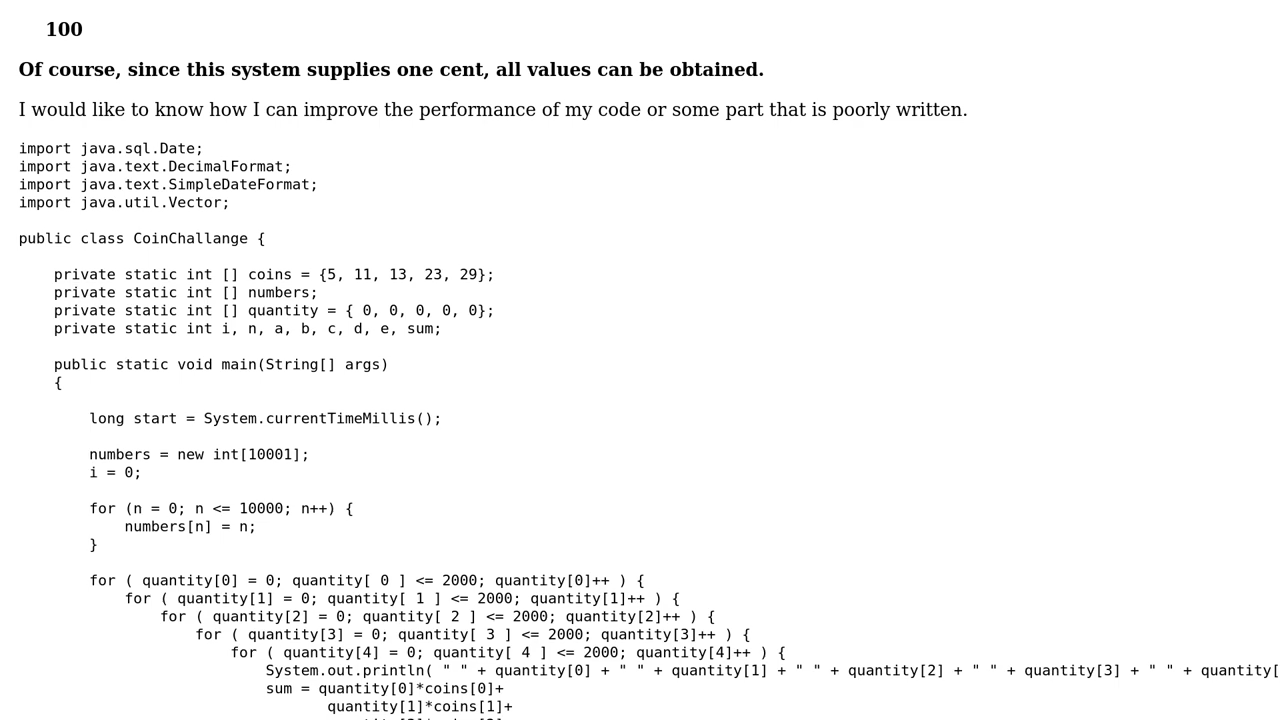 100
Of course, since this system supplies one cent, all values can be obtained.
I would like to know how I can improve the performance of my code or some part that is poorly written.
import java.sql.Date;
import java.text.DecimalFormat;
import java.text.SimpleDateFormat;
import java.util.Vector;
public class CoinChallange {
private static int [] coins = {5, 11, 13, 23, 29};
private static int [] numbers;
private static int [] quantity = { 0, 0, 0, 0, 0};
private static int i, n, a, b, c, d, e, sum;
public static void main(String[] args)
{
long start = System.currentTimeMillis();
numbers = new int[10001];
i = 0;
for (n = 0; n <= 10000; n++) {
numbers[n] = n;
}
for ( quantity[0] = 0; quantity[ 0 ] <= 2000; quantity[0]++ ) {
for ( quantity[1] = 0; quantity[ 1 ] <= 2000; quantity[1]++ ) {
for ( quantity[2] = 0; quantity[ 2 ] <= 2000; quantity[2]++ ) {
for ( quantity[3] = 0; quantity[ 3 ] <= 2000; quantity[3]++ ) {
for ( quantity[4] = 0; quantity[ 4 ] <= 2000; quantity[4]++ ) {
System.out.println( " " + quantity[0] + " " + quantity[1] + " " + quantity[2] + " " + quantity[3] + " " + quantity[
sum = quantity[0]*coins[0]+
quantity[1]*coins[1]+